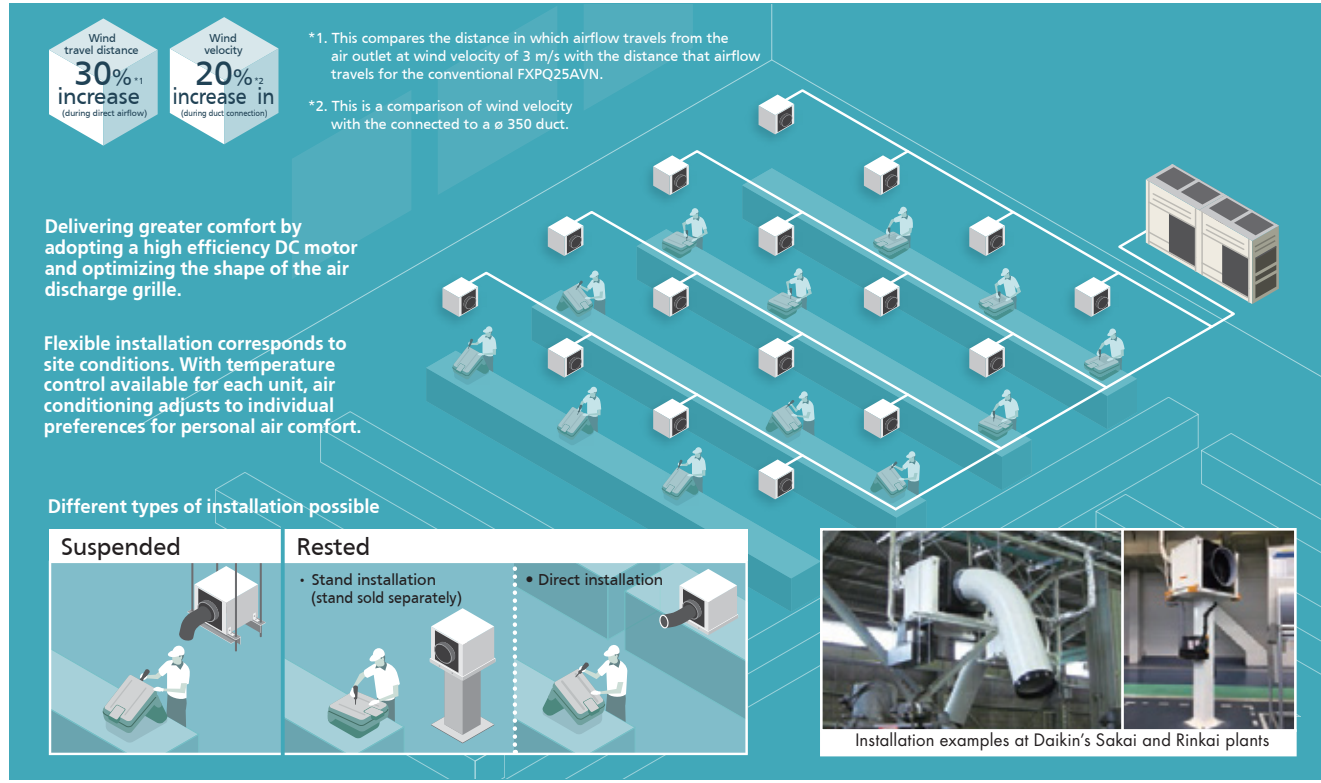 Wind
travel distance
30% *1
increase
(during direct airflow)
Wind
velocity
20% *2
increase in
(during duct connection)
*1. This compares the distance in which airflow travels from the
air outlet at wind velocity of 3 m/s with the distance that airflow
travels for the conventional FXPQ25AVN.
*2. This is a comparison of wind velocity
with the connected to a ø 350 duct.
Delivering greater comfort by
adopting a high efficiency DC motor
and optimizing the shape of the air
discharge grille.
Flexible installation corresponds to
site conditions. With temperature
control available for each unit, air
conditioning adjusts to individual
preferences for personal air comfort.
Different types of installation possible
Suspended
Rested
· Stand installation
(stand sold separately)
• Direct installation
Installation examples at Daikin's Sakai and Rinkai plants